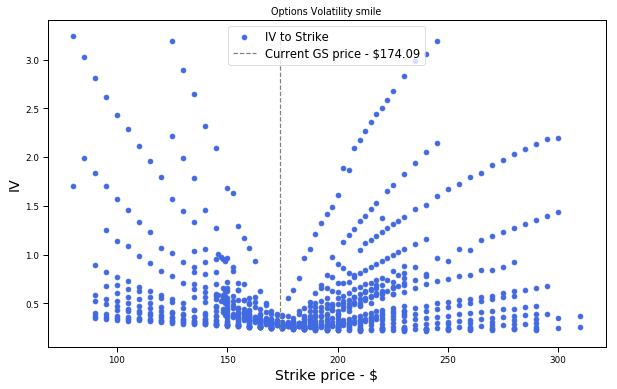 Options Volatility smile
IV to Strike
Current GS price - $174.09
3.0
2.5
2.0
1.5
1.0
0.5
IV
100 150 200 250 300
Strike price - $